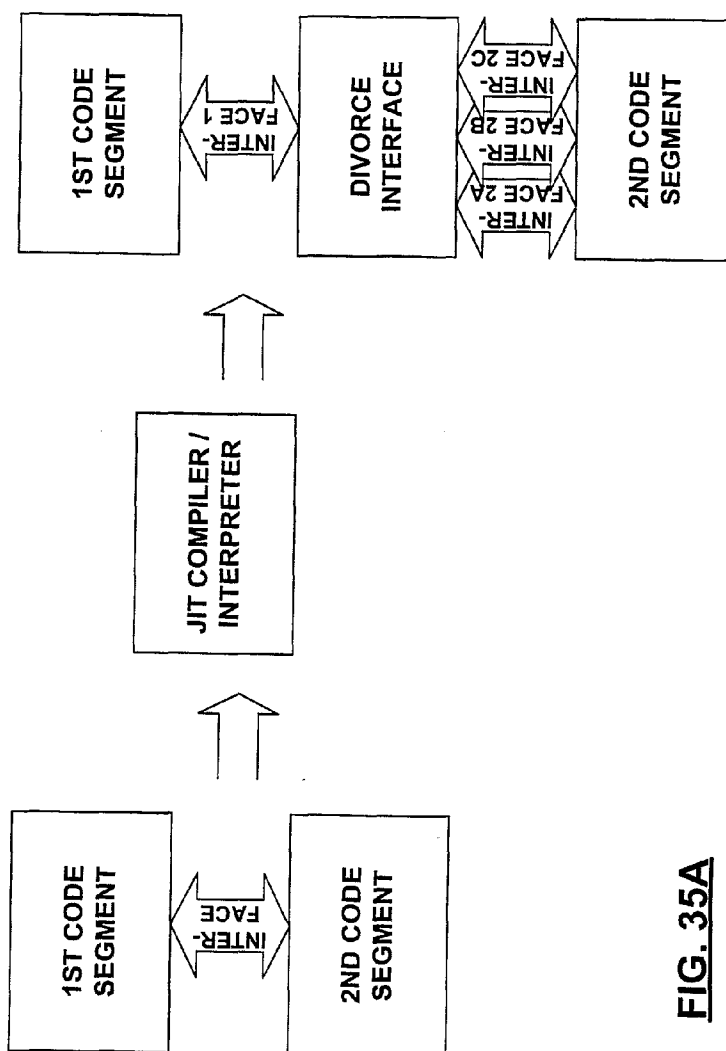 1ST CODE
SEGMENT
INTER-
FACE
2ND CODE
SEGMENT
JIT COMPILER /
INTERPRETER
1ST CODE
SEGMENT
INTER-
FACE 1
DIVORCE
INTERFACE
INTER-
FACE 2A
INTER-
FACE 2B
INTER-
FACE 2C
2ND CODE
SEGMENT
FIG. 35A